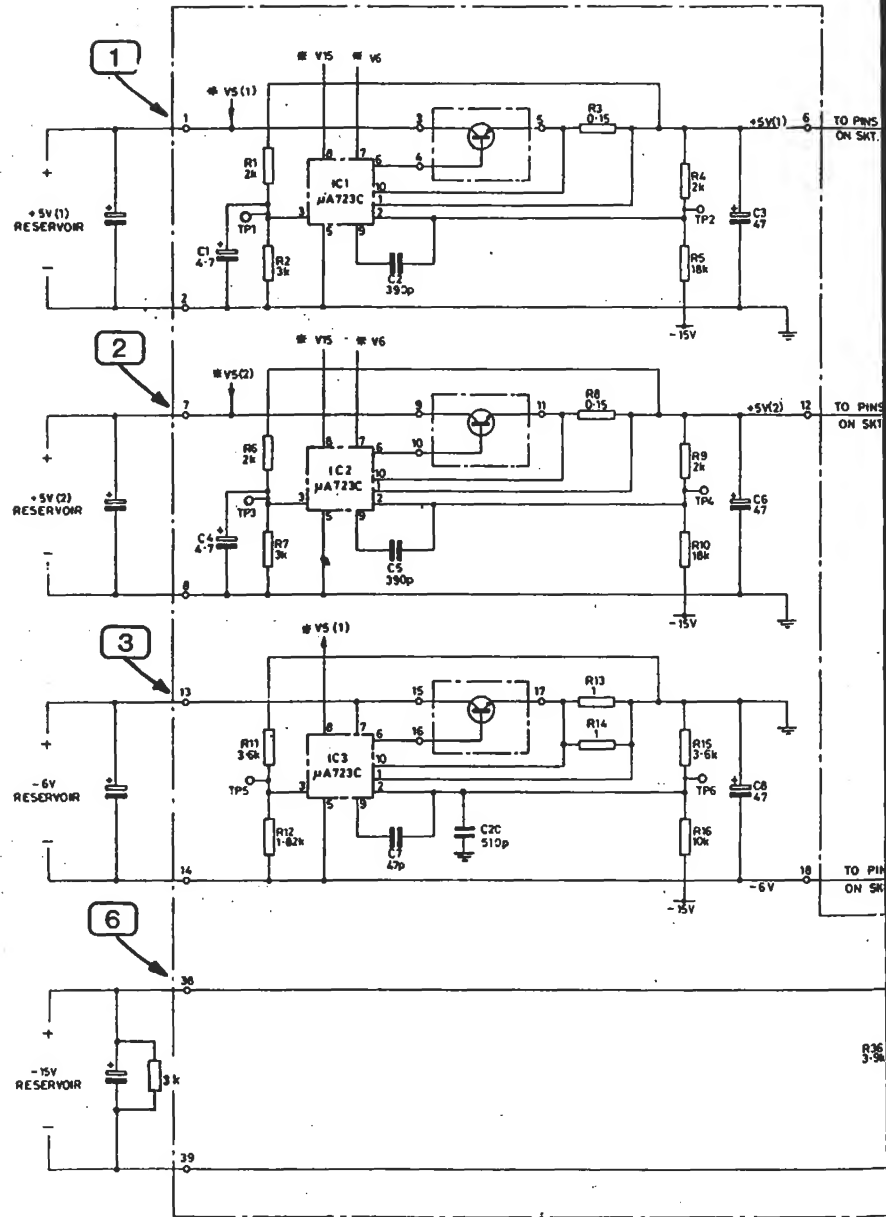 1
* V15
* V6
* VS(1)
1
3
5
R3
0·15
+5V(1)
6
TO PINS
ON SKT.
+
R1
2k
8
7
6
4
IC1
µA723C
10
1
2
R4
2k
+5V(1)
RESERVOIR
+
TP1
3
TP2
+
C3
47
C1
4·7
R2
3k
5
9
C2
390p
R5
18k
2
-15V
2
* V15
* V6
*VS(2)
7
9
11
R8
0·15
+5V(2)
12
TO PINS
ON SKT
+
R6
2k
8
7
6
10
IC2
µA723C
10
1
2
R9
2k
+5V(2)
RESERVOIR
+
TP3
3
TP4
+
C6
47
C4
4·7
R7
3k
5
9
C5
390p
R10
18k
8
-15V
3
* VS(1)
13
15
17
R13
1
R14
1
+
R11
3·6k
8
7
6
16
IC3
µA723C
10
1
2
R15
3·6k
-6V
RESERVOIR
+
TP5
3
TP6
+
C8
47
R12
1·82k
5
9
C7
47p
C20
510p
R16
10k
14
-15V
-6V
18
TO PIN
ON SK
6
38
+
-15V
RESERVOIR
+
3k
R36
3·9k
39